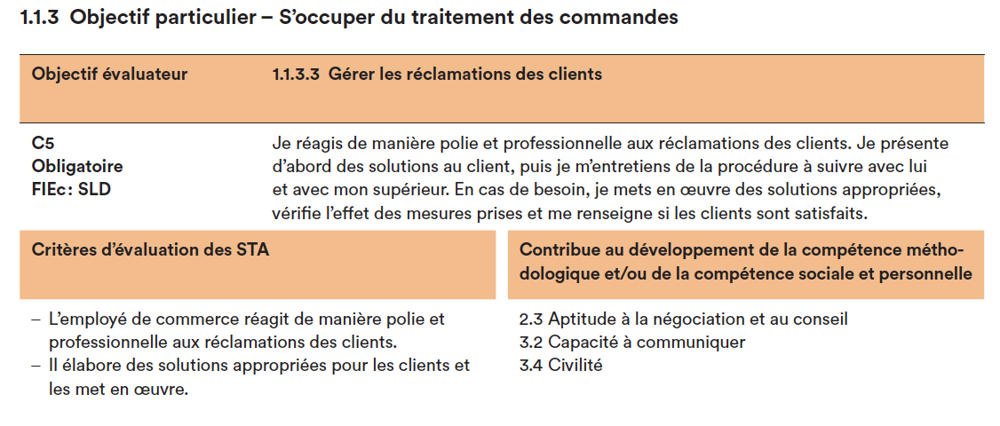 1.1.3 Objectif particulier – S’occuper du traitement des commandes
Objectif évaluateur
1.1.3.3 Gérer les réclamations des clients
C5
Obligatoire
FIEc : SLD
Je réagis de manière polie et professionnelle aux réclamations des clients. Je présente
d’abord des solutions au client, puis je m’entretiens de la procédure à suivre avec lui
et avec mon supérieur. En cas de besoin, je mets en œuvre des solutions appropriées,
vérifie l’effet des mesures prises et me renseigne si les clients sont satisfaits.
Critères d’évaluation des STA
– L’employé de commerce réagit de manière polie et
professionnelle aux réclamations des clients.
– Il élabore des solutions appropriées pour les clients et
les met en œuvre.
Contribue au développement de la compétence métho-
dologique et/ou de la compétence sociale et personnelle
2.3 Aptitude à la négociation et au conseil
3.2 Capacité à communiquer
3.4 Civilité